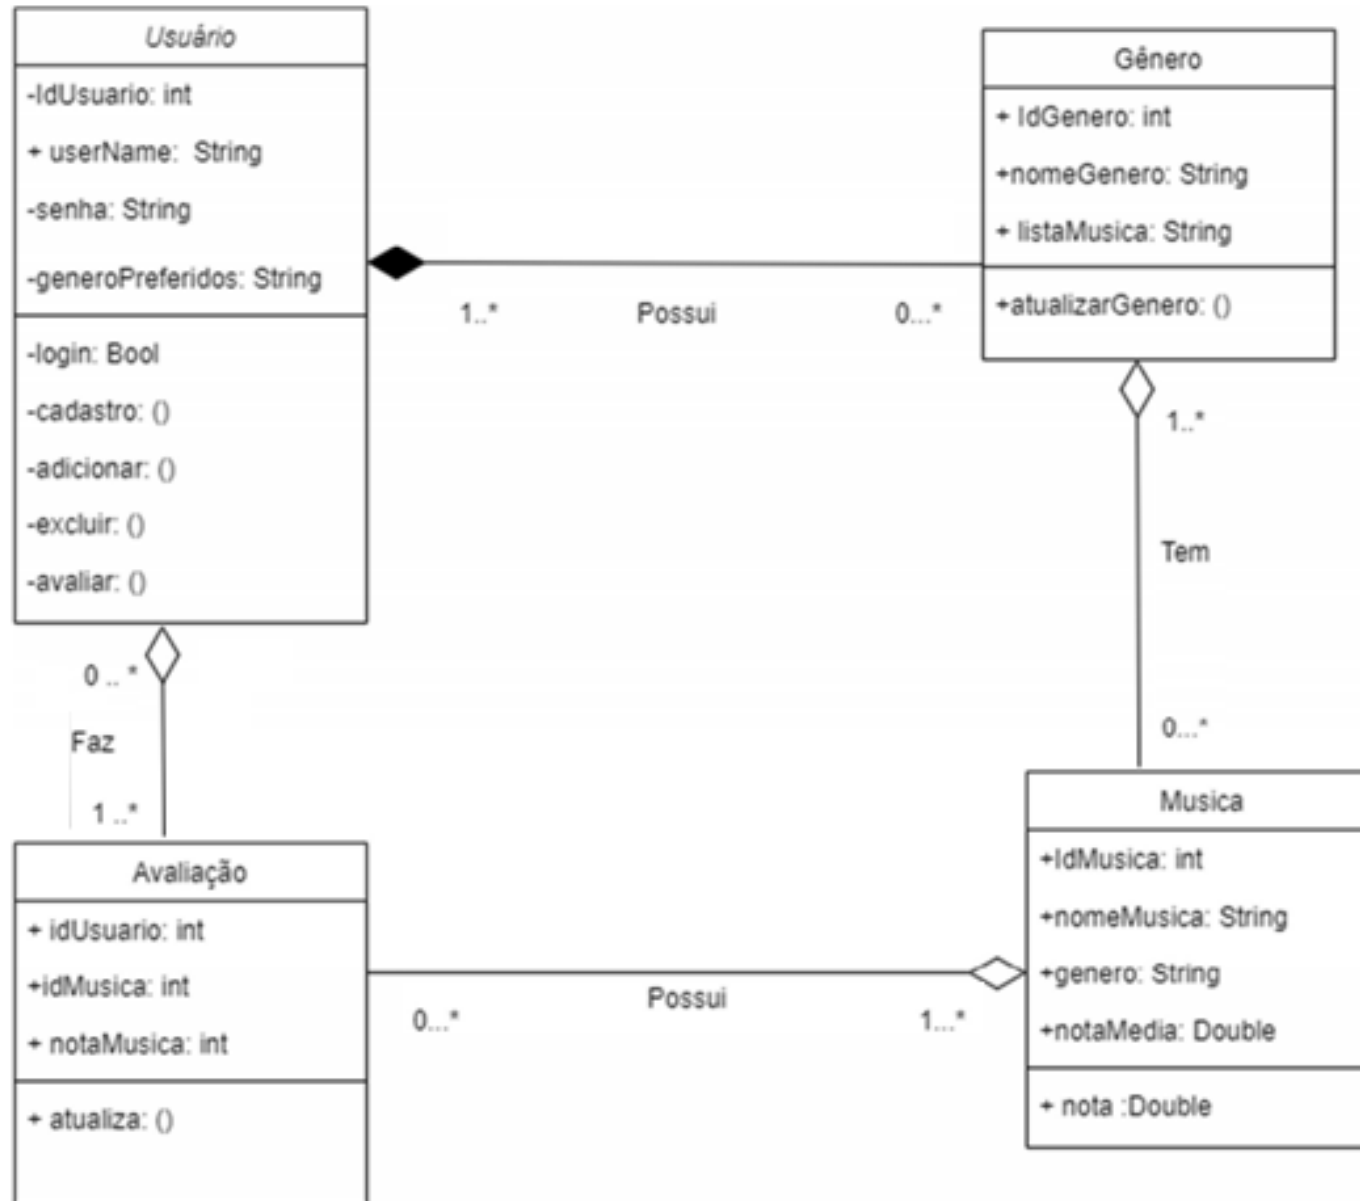 Usuário
-IdUsuario: int
+ userName: String
-senha: String
-generoPreferidos: String
-login: Bool
-cadastro: ()
-adicionar: ()
-excluir: ()
-avaliar: ()
1..*
Possui
0...*
Gênero
+ IdGenero: int
+nomeGenero: String
+ listaMusica: String
+atualizarGenero: ()
1..*
Tem
0...*
0 .. *
Faz
1 ..*
Avaliação
+ idUsuario: int
+idMusica: int
+ notaMusica: int
+ atualiza: ()
0...*
Possui
1...*
Musica
+IdMusica: int
+nomeMusica: String
+genero: String
+notaMedia: Double
+ nota :Double